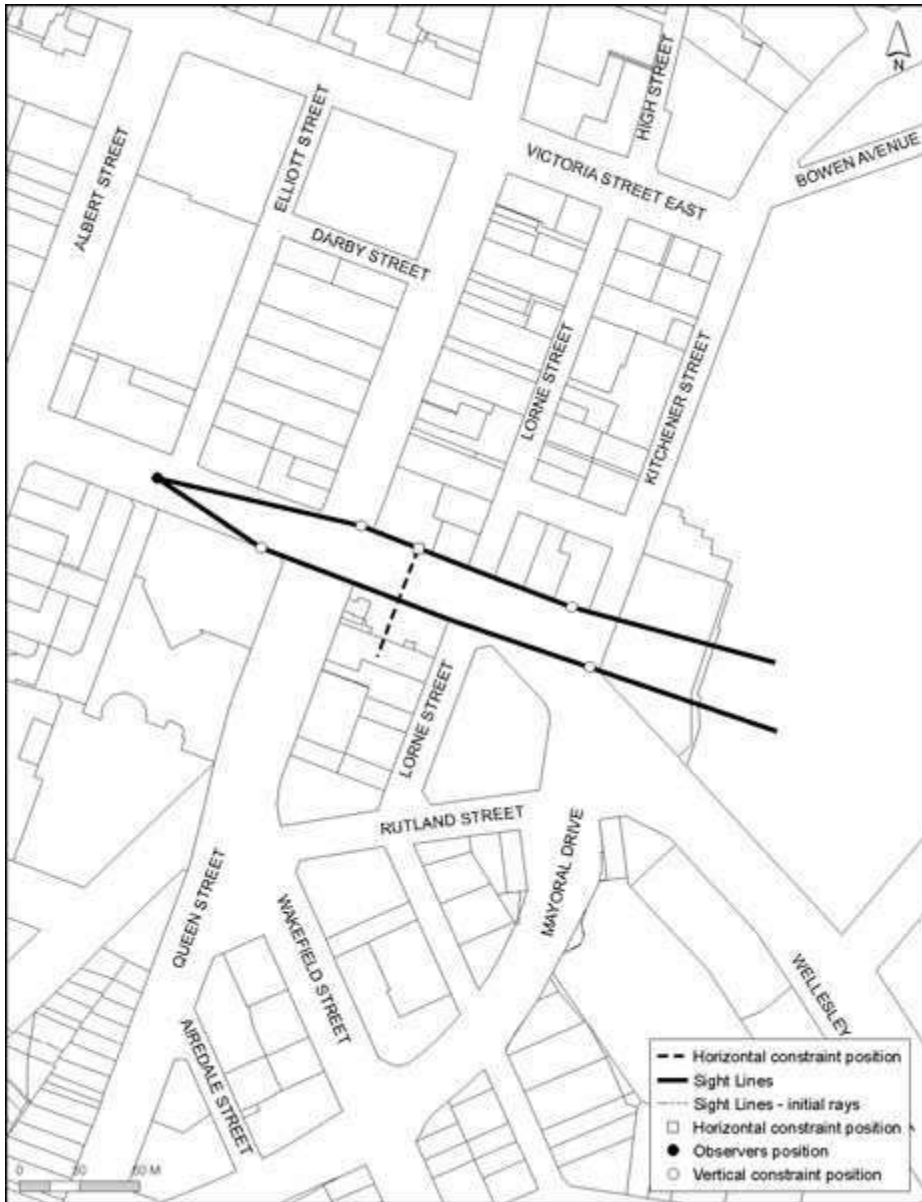 N
HIGH STREET
BOWEN AVENUE
VICTORIA STREET EAST
ELLIOTT STREET
ALBERT STREET
DARBY STREET
LORNE STREET
KITCHENER STREET
LORNE STREET
RUTLAND STREET
MAYORAL DRIVE
QUEEN STREET
WAKEFIELD STREET
WELLESLEY
AIREDALE STREET
Horizontal constraint position
Sight Lines
Sight Lines - initial rays
Horizontal constraint position
Observers position
Vertical constraint position
0 M